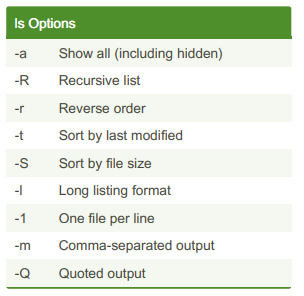 ls Options
-a Show all (including hidden)
-R Recursive list
-r Reverse order
-t Sort by last modified
-S Sort by file size
-l Long listing format
-1 One file per line
-m Comma-separated output
-Q Quoted output